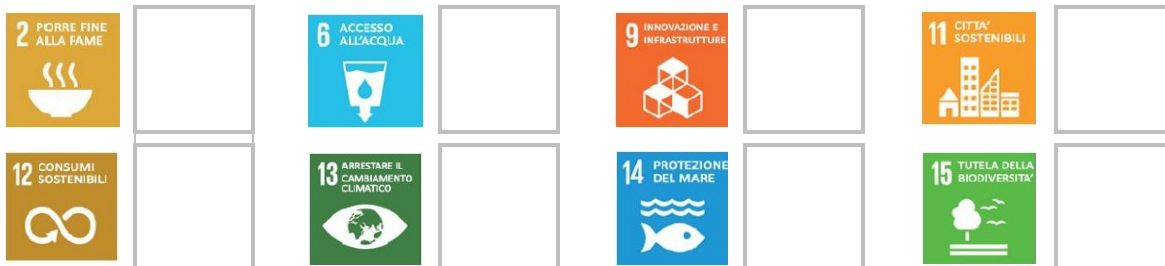 2 PORRE FINE
ALLA FAME
6 ACCESSO
ALL'ACQUA
9 INNOVAZIONE E
INFRASTRUTTURE
11 CITTA'
SOSTENIBILI
12 CONSUMI
SOSTENIBILI
13 ARRESTARE IL
CAMBIAMENTO
CLIMATICO
14 PROTEZIONE
DEL MARE
15 TUTELA DELLA
BIODIVERSITA'